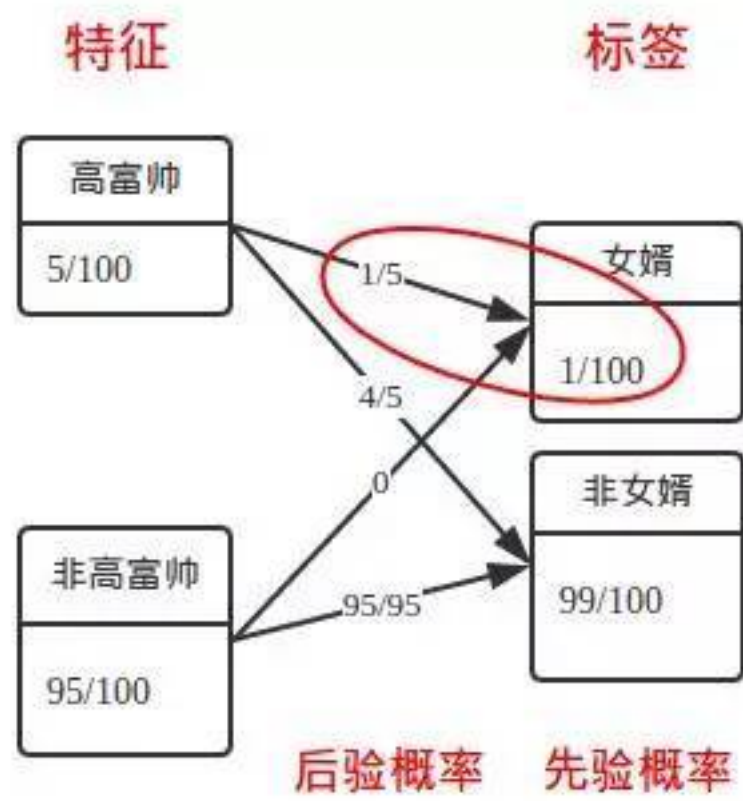 特征
标签
高富帅
5/100
女婿
1/100
1/5
4/5
0
非女婿
99/100
非高富帅
95/100
95/95
后验概率
先验概率